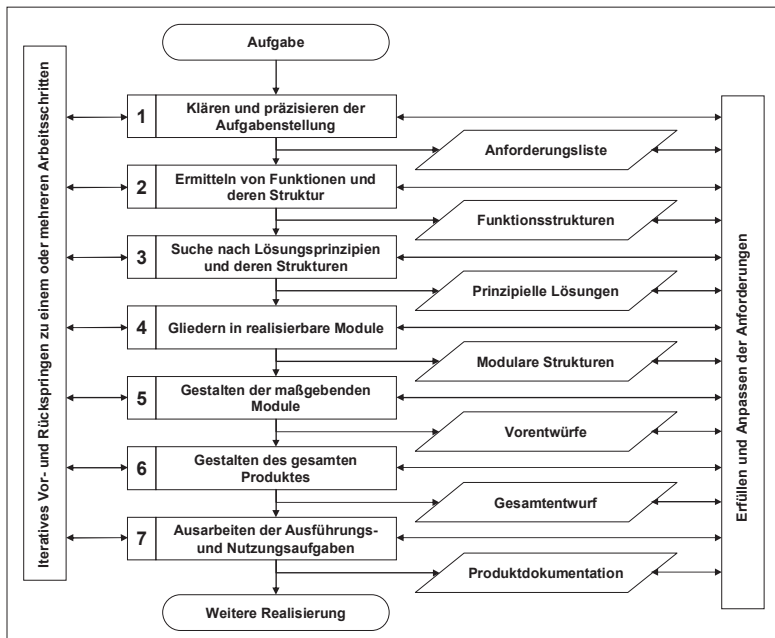 Aufgabe
1
Klären und präzisieren der
Aufgabenstellung
Anforderungsliste
2
Ermitteln von Funktionen und
deren Struktur
Funktionsstrukturen
3
Suche nach Lösungsprinzipien
und deren Strukturen
Prinzipielle Lösungen
4
Gliedern in realisierbare Module
Modulare Strukturen
5
Gestalten der maßgebenden
Module
Vorentwürfe
6
Gestalten des gesamten
Produktes
Gesamtentwurf
7
Ausarbeiten der Ausführungs-
und Nutzungsaufgaben
Produktdokumentation
Weitere Realisierung
Iteratives Vor- und Rückspringen zu einem oder mehreren Arbeitsschritten
Erfüllen und Anpassen der Anforderungen